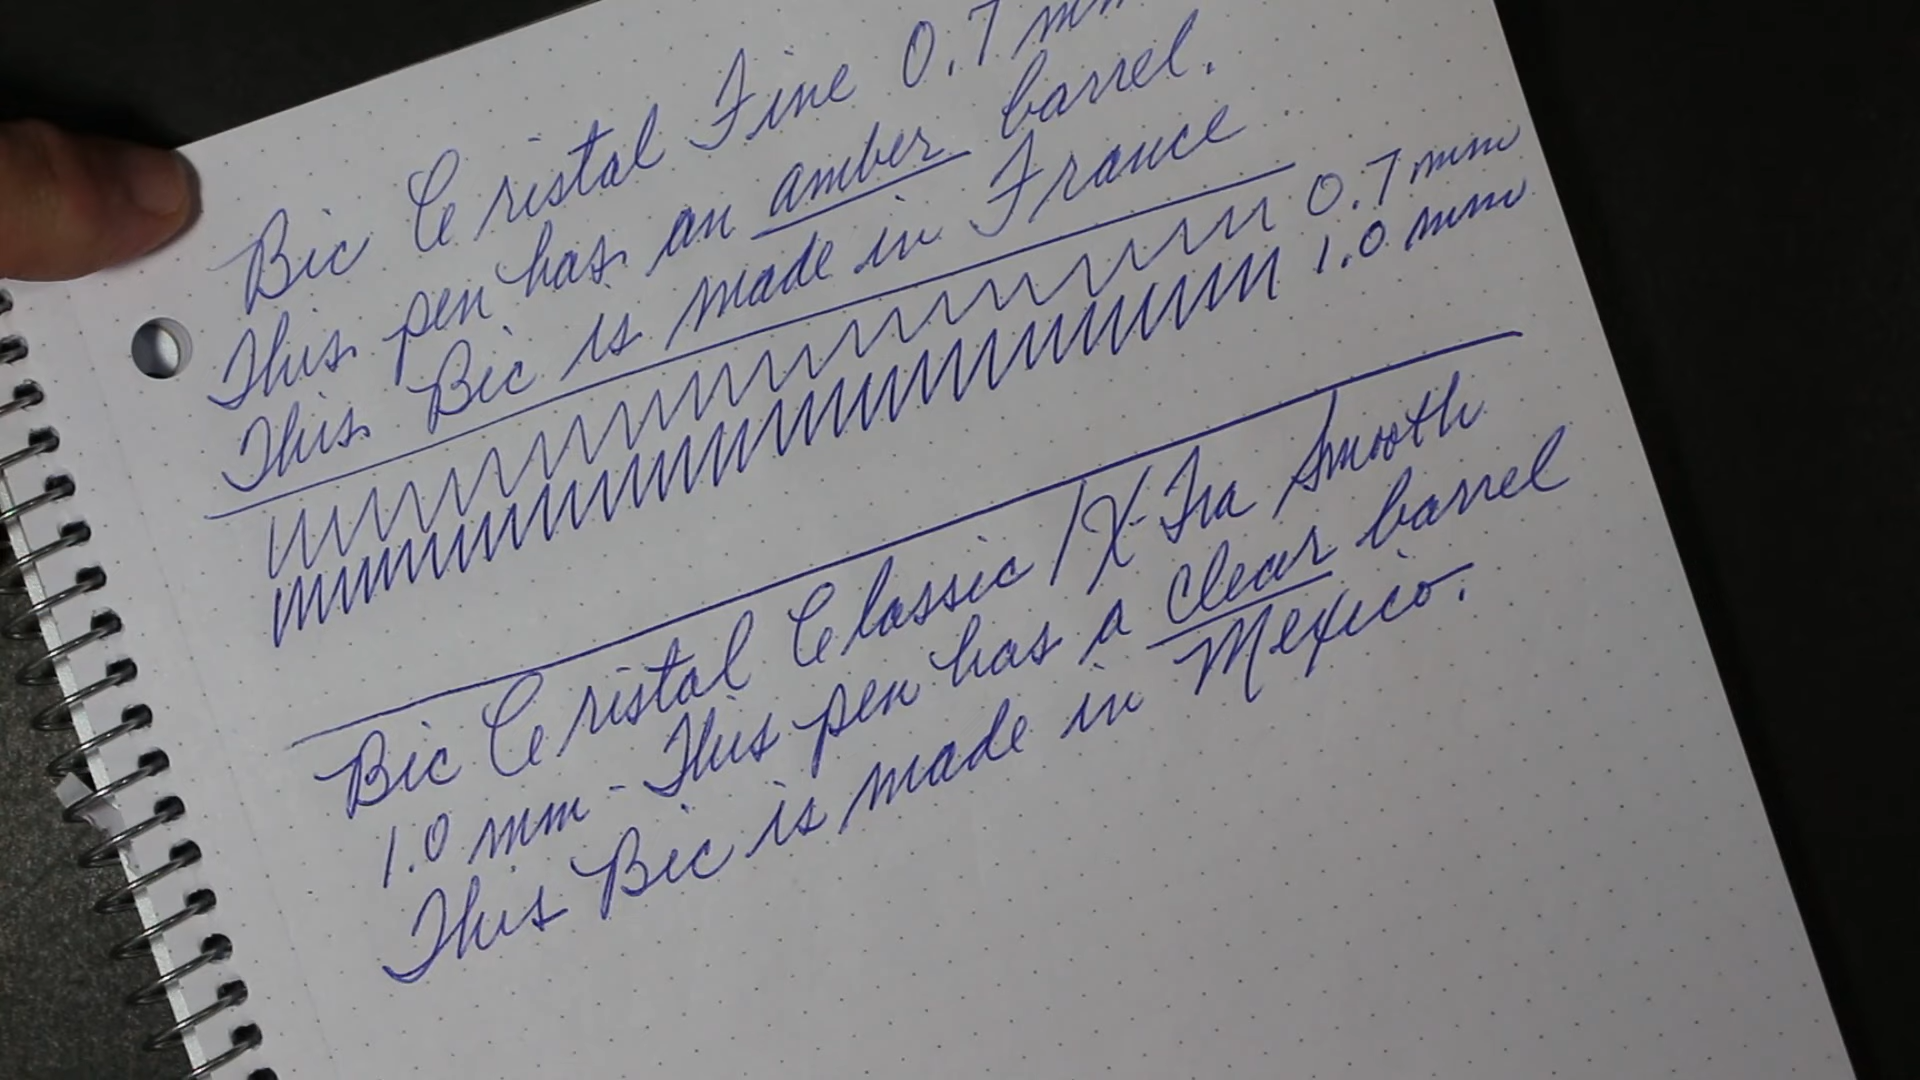 Bic Cristal Fine 0.7 mm
This pen has an amber barrel.
This Bic is made in France
0.7 mm
1.0 mm
Bic Cristal Classic / X-Tra Smooth
1.0 mm - This pen has a clear barrel
This Bic is made in Mexico.